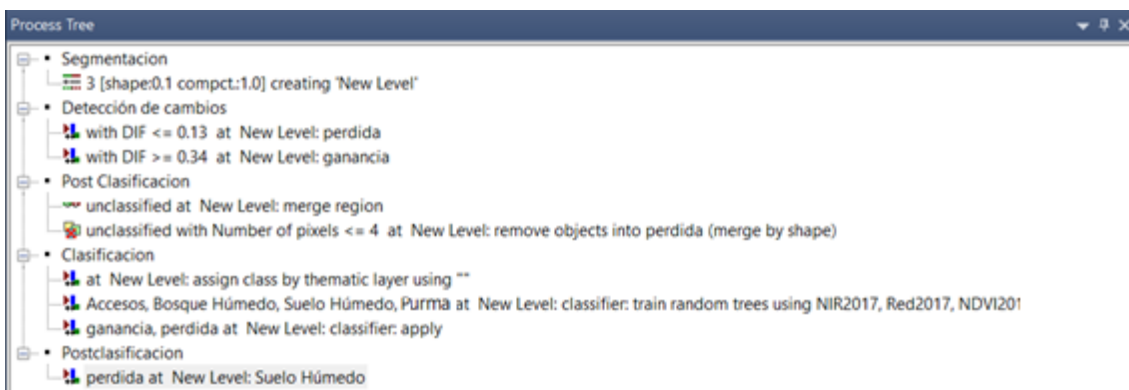 Process Tree
Segmentacion
3 [shape:0.1 compct.:1.0] creating 'New Level'
Detección de cambios
with DIF <= 0.13 at New Level: perdida
with DIF >= 0.34 at New Level: ganancia
Post Clasificacion
unclassified at New Level: merge region
unclassified with Number of pixels <= 4 at New Level: remove objects into perdida (merge by shape)
Clasificacion
at New Level: assign class by thematic layer using ""
Accesos, Bosque Húmedo, Suelo Húmedo, Purma at New Level: classifier: train random trees using NIR2017, Red2017, NDVI201
ganancia, perdida at New Level: classifier: apply
Postclasificacion
perdida at New Level: Suelo Húmedo